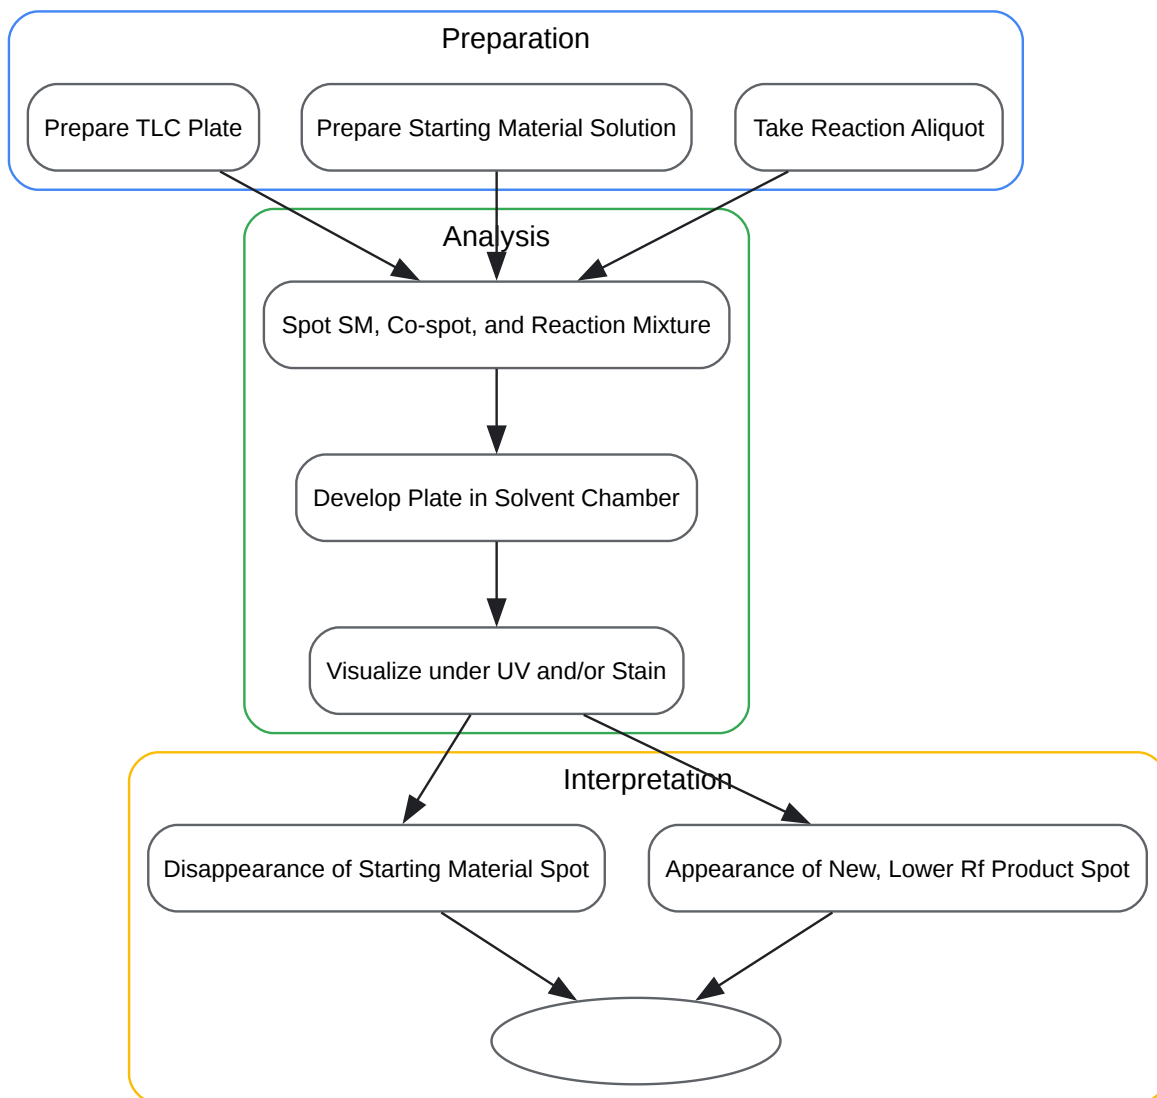 Preparation
Prepare TLC Plate
Prepare Starting Material Solution
Take Reaction Aliquot
Analysis
Spot SM, Co-spot, and Reaction Mixture
Develop Plate in Solvent Chamber
Visualize under UV and/or Stain
Interpretation
Disappearance of Starting Material Spot
Appearance of New, Lower Rf Product Spot